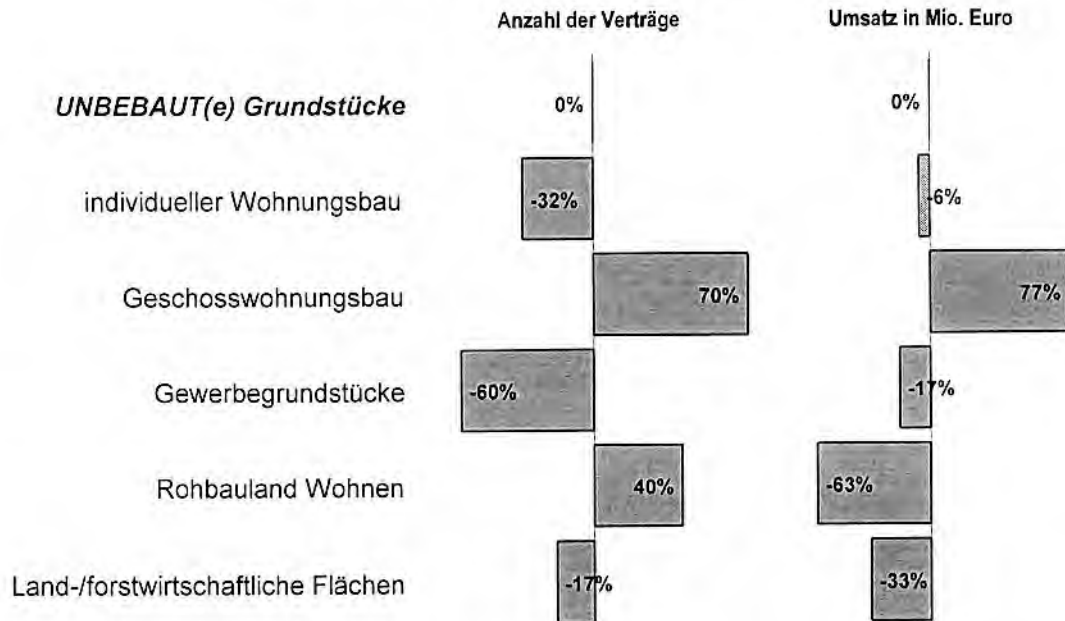 Anzahl der Verträge Umsatz in Mio. Euro
UNBEBAUT(e) Grundstücke 0% 0%
individueller Wohnungsbau -32% -6%
Geschosswohnungsbau 70% 77%
Gewerbegrundstücke -60% -17%
Rohbauland Wohnen 40% -63%
Land-/forstwirtschaftliche Flächen -17% -33%